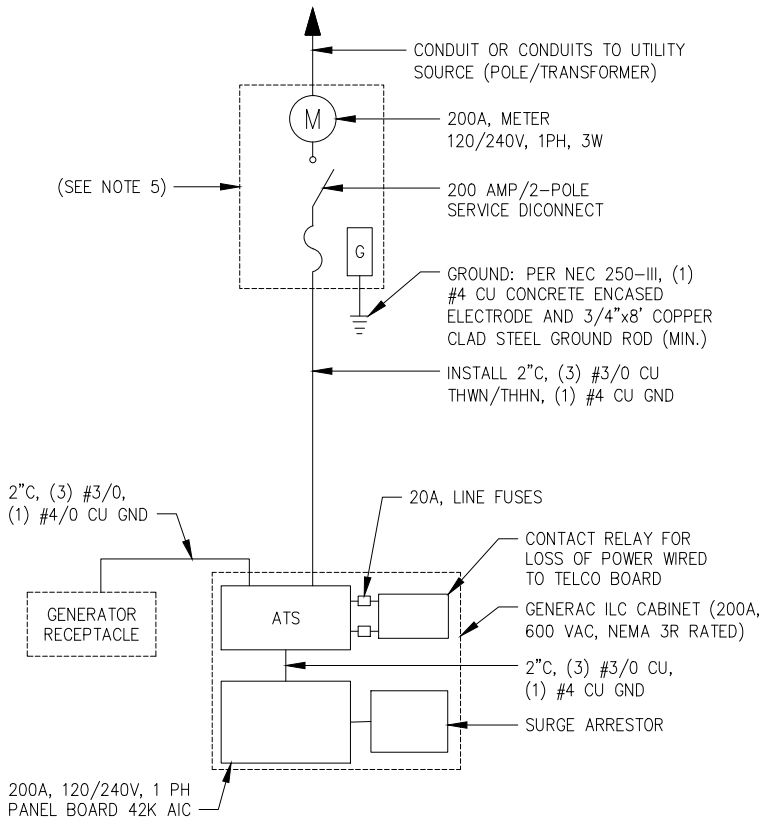 CONDUIT OR CONDUITS TO UTILITY
SOURCE (POLE/TRANSFORMER)
M
200A, METER
120/240V, 1PH, 3W
(SEE NOTE 5)
200 AMP/2-POLE
SERVICE DICONNECT
G
GROUND: PER NEC 250-III, (1)
#4 CU CONCRETE ENCASED
ELECTRODE AND 3/4"x8' COPPER
CLAD STEEL GROUND ROD (MIN.)
INSTALL 2"C, (3) #3/0 CU
THWN/THHN, (1) #4 CU GND
2"C, (3) #3/0,
(1) #4/0 CU GND
20A, LINE FUSES
CONTACT RELAY FOR
LOSS OF POWER WIRED
TO TELCO BOARD
GENERATOR
RECEPTACLE
ATS
GENERAC ILC CABINET (200A,
600 VAC, NEMA 3R RATED)
2"C, (3) #3/0 CU,
(1) #4 CU GND
SURGE ARRESTOR
200A, 120/240V, 1 PH
PANEL BOARD 42K AIC